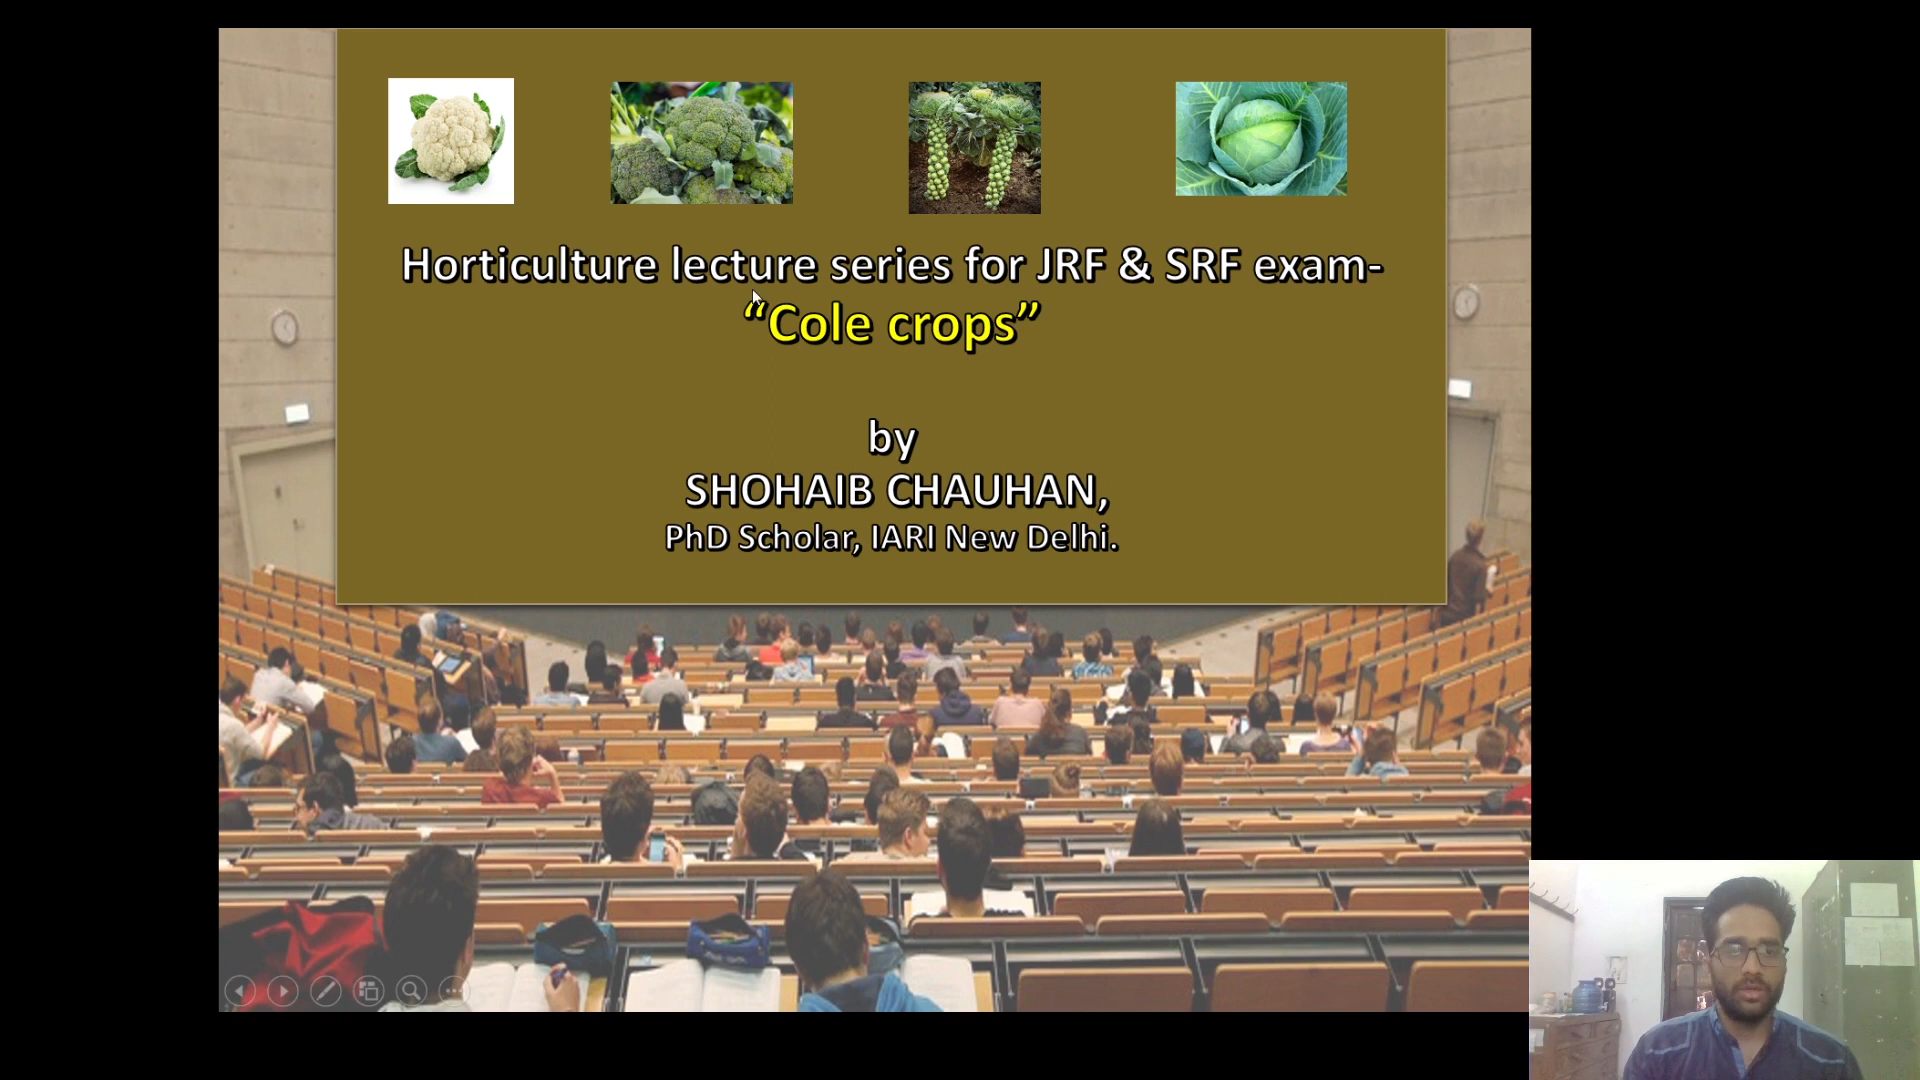 Horticulture lecture series for JRF & SRF exam-
“Cole crops”
by
SHOHAIB CHAUHAN,
PhD Scholar, IARI New Delhi.